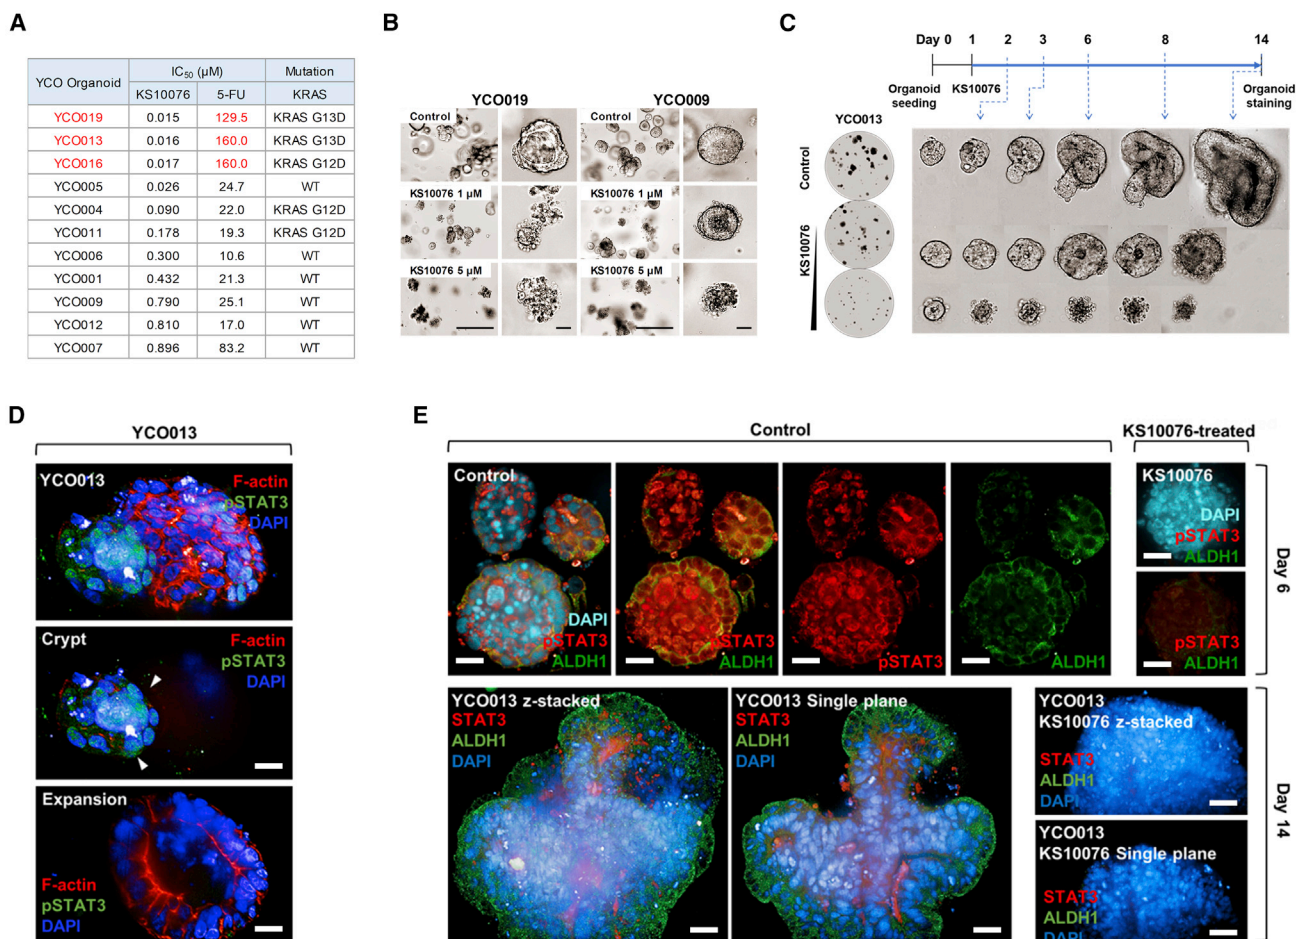 A
YCO Organoid IC₅₀ (µM) Mutation
KS10076 5-FU KRAS
YCO019 0.015 129.5 KRAS G13D
YCO013 0.016 160.0 KRAS G13D
YCO016 0.017 160.0 KRAS G12D
YCO005 0.026 24.7 WT
YCO004 0.090 22.0 KRAS G12D
YCO011 0.178 19.3 KRAS G12D
YCO006 0.300 10.6 WT
YCO001 0.432 21.3 WT
YCO009 0.790 25.1 WT
YCO012 0.810 17.0 WT
YCO007 0.896 83.2 WT
B
YCO019 YCO009
Control Control
KS10076 1 µM KS10076 1 µM
KS10076 5 µM KS10076 5 µM
C
Day 0 1 2 3 6 8 14
Organoid seeding KS10076 Organoid staining
YCO013
Control
KS10076
D
YCO013
YCO013
F-actin
pSTAT3
DAPI
Crypt
F-actin
pSTAT3
DAPI
Expansion
F-actin
pSTAT3
DAPI
E
Control KS10076-treated
Control
DAPI
pSTAT3
ALDH1
pSTAT3
ALDH1
pSTAT3
ALDH1
KS10076
DAPI
pSTAT3
ALDH1
pSTAT3
ALDH1
Day 6
YCO013 z-stacked
STAT3
ALDH1
DAPI
YCO013 Single plane
STAT3
ALDH1
DAPI
YCO013
KS10076 z-stacked
STAT3
ALDH1
DAPI
YCO013
KS10076 Single plane
STAT3
ALDH1
DAPI
Day 14